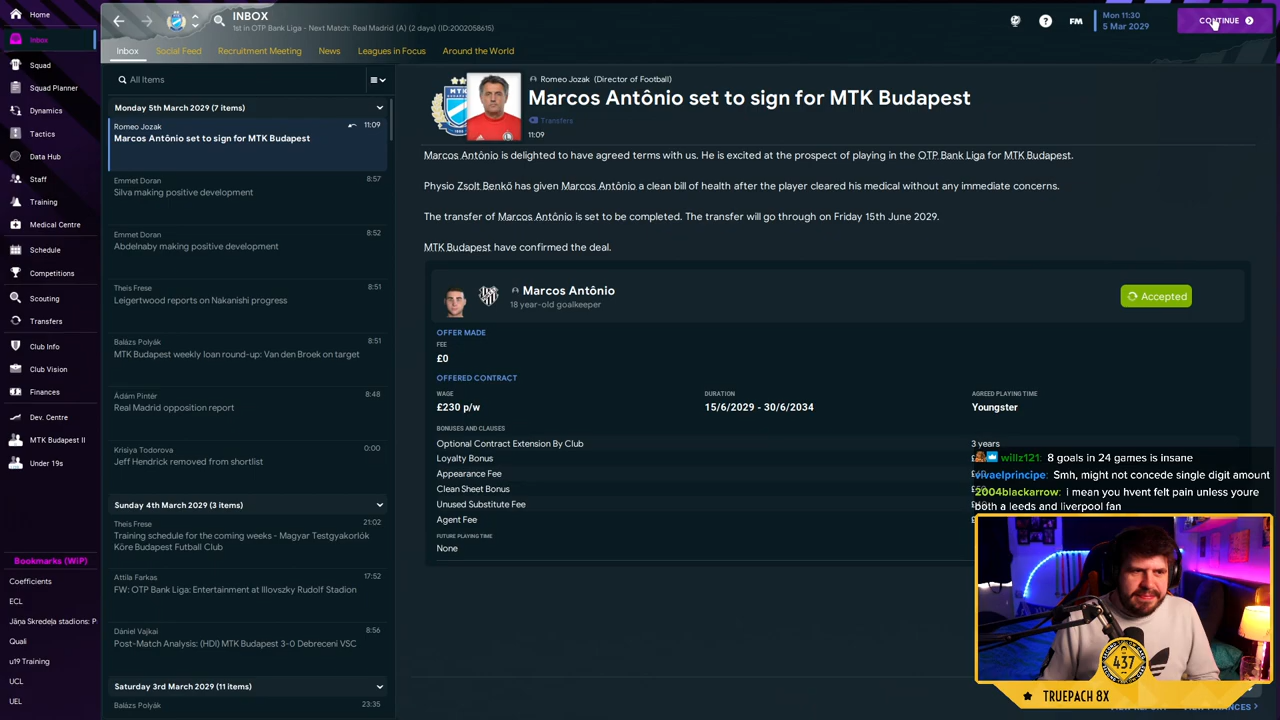 Home
Inbox
Squad
Squad Planner
Dynamics
Tactics
Data Hub
Staff
Training
Medical Centre
Schedule
Competitions
Scouting
Transfers
Club Info
Club Vision
Finances
Dev. Centre
MTK Budapest II
Under 19s
Bookmarks (WiP)
Coefficients
ECL
Jāņa Skredeļa stadions: P
Quali
u19 Training
UCL
UEL
INBOX
1st in OTP Bank Liga - Next Match: Real Madrid (A) (2 days) (ID:2002058615)
FM
Mon 11:30
5 Mar 2029
CONTINUE
Inbox
Social Feed
Recruitment Meeting
News
Leagues in Focus
Around the World
All Items
Monday 5th March 2029 (7 items)
Romeo Jozak
11:09
Marcos Antônio set to sign for MTK Budapest
Emmet Doran
8:57
Silva making positive development
Emmet Doran
8:52
Abdelnaby making positive development
Theis Frese
8:51
Leigertwood reports on Nakanishi progress
Balázs Polyák
8:51
MTK Budapest weekly loan round-up: Van den Broek on target
Ádám Pintér
8:48
Real Madrid opposition report
Krisiya Todorova
0:00
Jeff Hendrick removed from shortlist
Sunday 4th March 2029 (3 items)
Theis Frese
21:02
Training schedule for the coming weeks - Magyar Testgyakorlók
Köre Budapest Futball Club
Attila Farkas
17:52
FW: OTP Bank Liga: Entertainment at Illovszky Rudolf Stadion
Dániel Vajkai
8:56
Post-Match Analysis: (HDI) MTK Budapest 3-0 Debreceni VSC
Saturday 3rd March 2029 (11 items)
Balázs Polyák
23:35
Romeo Jozak (Director of Football)
Marcos Antônio set to sign for MTK Budapest
Transfers
11:09
Marcos Antônio is delighted to have agreed terms with us. He is excited at the prospect of playing in the OTP Bank Liga for MTK Budapest.
Physio Zsolt Benkő has given Marcos Antônio a clean bill of health after the player cleared his medical without any immediate concerns.
The transfer of Marcos Antônio is set to be completed. The transfer will go through on Friday 15th June 2029.
MTK Budapest have confirmed the deal.
Marcos Antônio
18 year-old goalkeeper
Accepted
OFFER MADE
FEE
£0
OFFERED CONTRACT
WAGE
£230 p/w
DURATION
15/6/2029 - 30/6/2034
AGREED PLAYING TIME
Youngster
BONUSES AND CLAUSES
Optional Contract Extension By Club
3 years
Loyalty Bonus
Appearance Fee
Clean Sheet Bonus
Unused Substitute Fee
Agent Fee
FUTURE PLAYING TIME
None
willz121: 8 goals in 24 games is insane
vivaelprincipe: Smh, might not concede single digit amount
2004blackarrow: i mean you hvent felt pain unless youre
both a leeds and liverpool fan
437
TRUEPACH 8X
VIEW REPORT
VIEW FINANCES